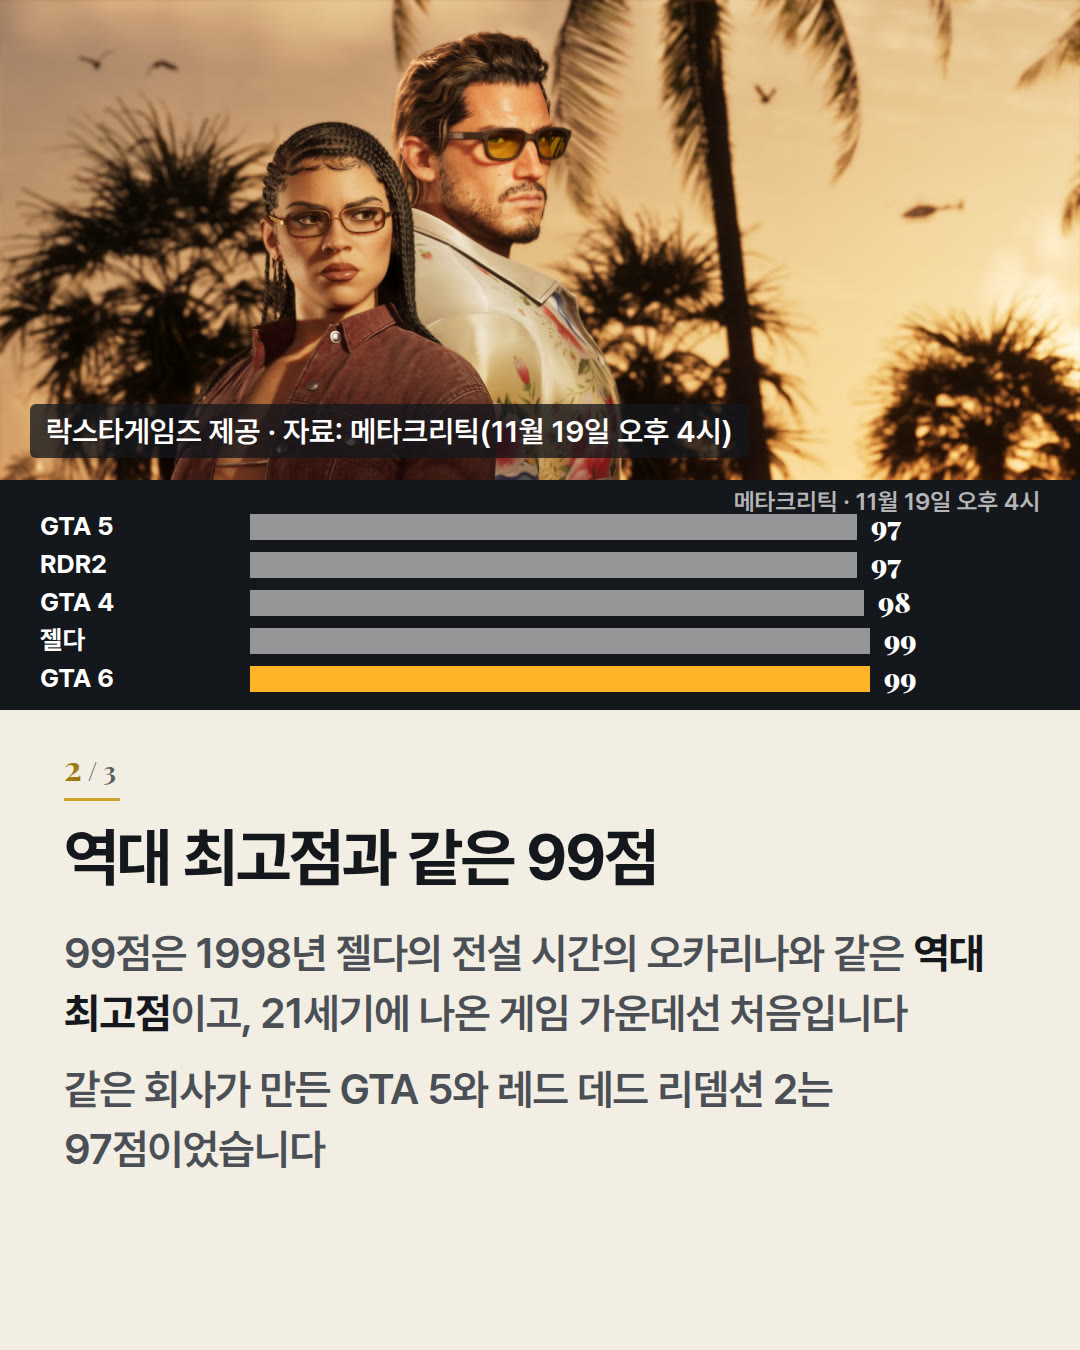 락스타게임즈 제공 · 자료: 메타크리틱(11월 19일 오후 4시)
메타크리틱 · 11월 19일 오후 4시
GTA 5 97
RDR2 97
GTA 4 98
젤다 99
GTA 6 99
2 / 3
역대 최고점과 같은 99점
99점은 1998년 젤다의 전설 시간의 오카리나와 같은 역대
최고점이고, 21세기에 나온 게임 가운데선 처음입니다
같은 회사가 만든 GTA 5와 레드 데드 리뎀션 2는
97점이었습니다